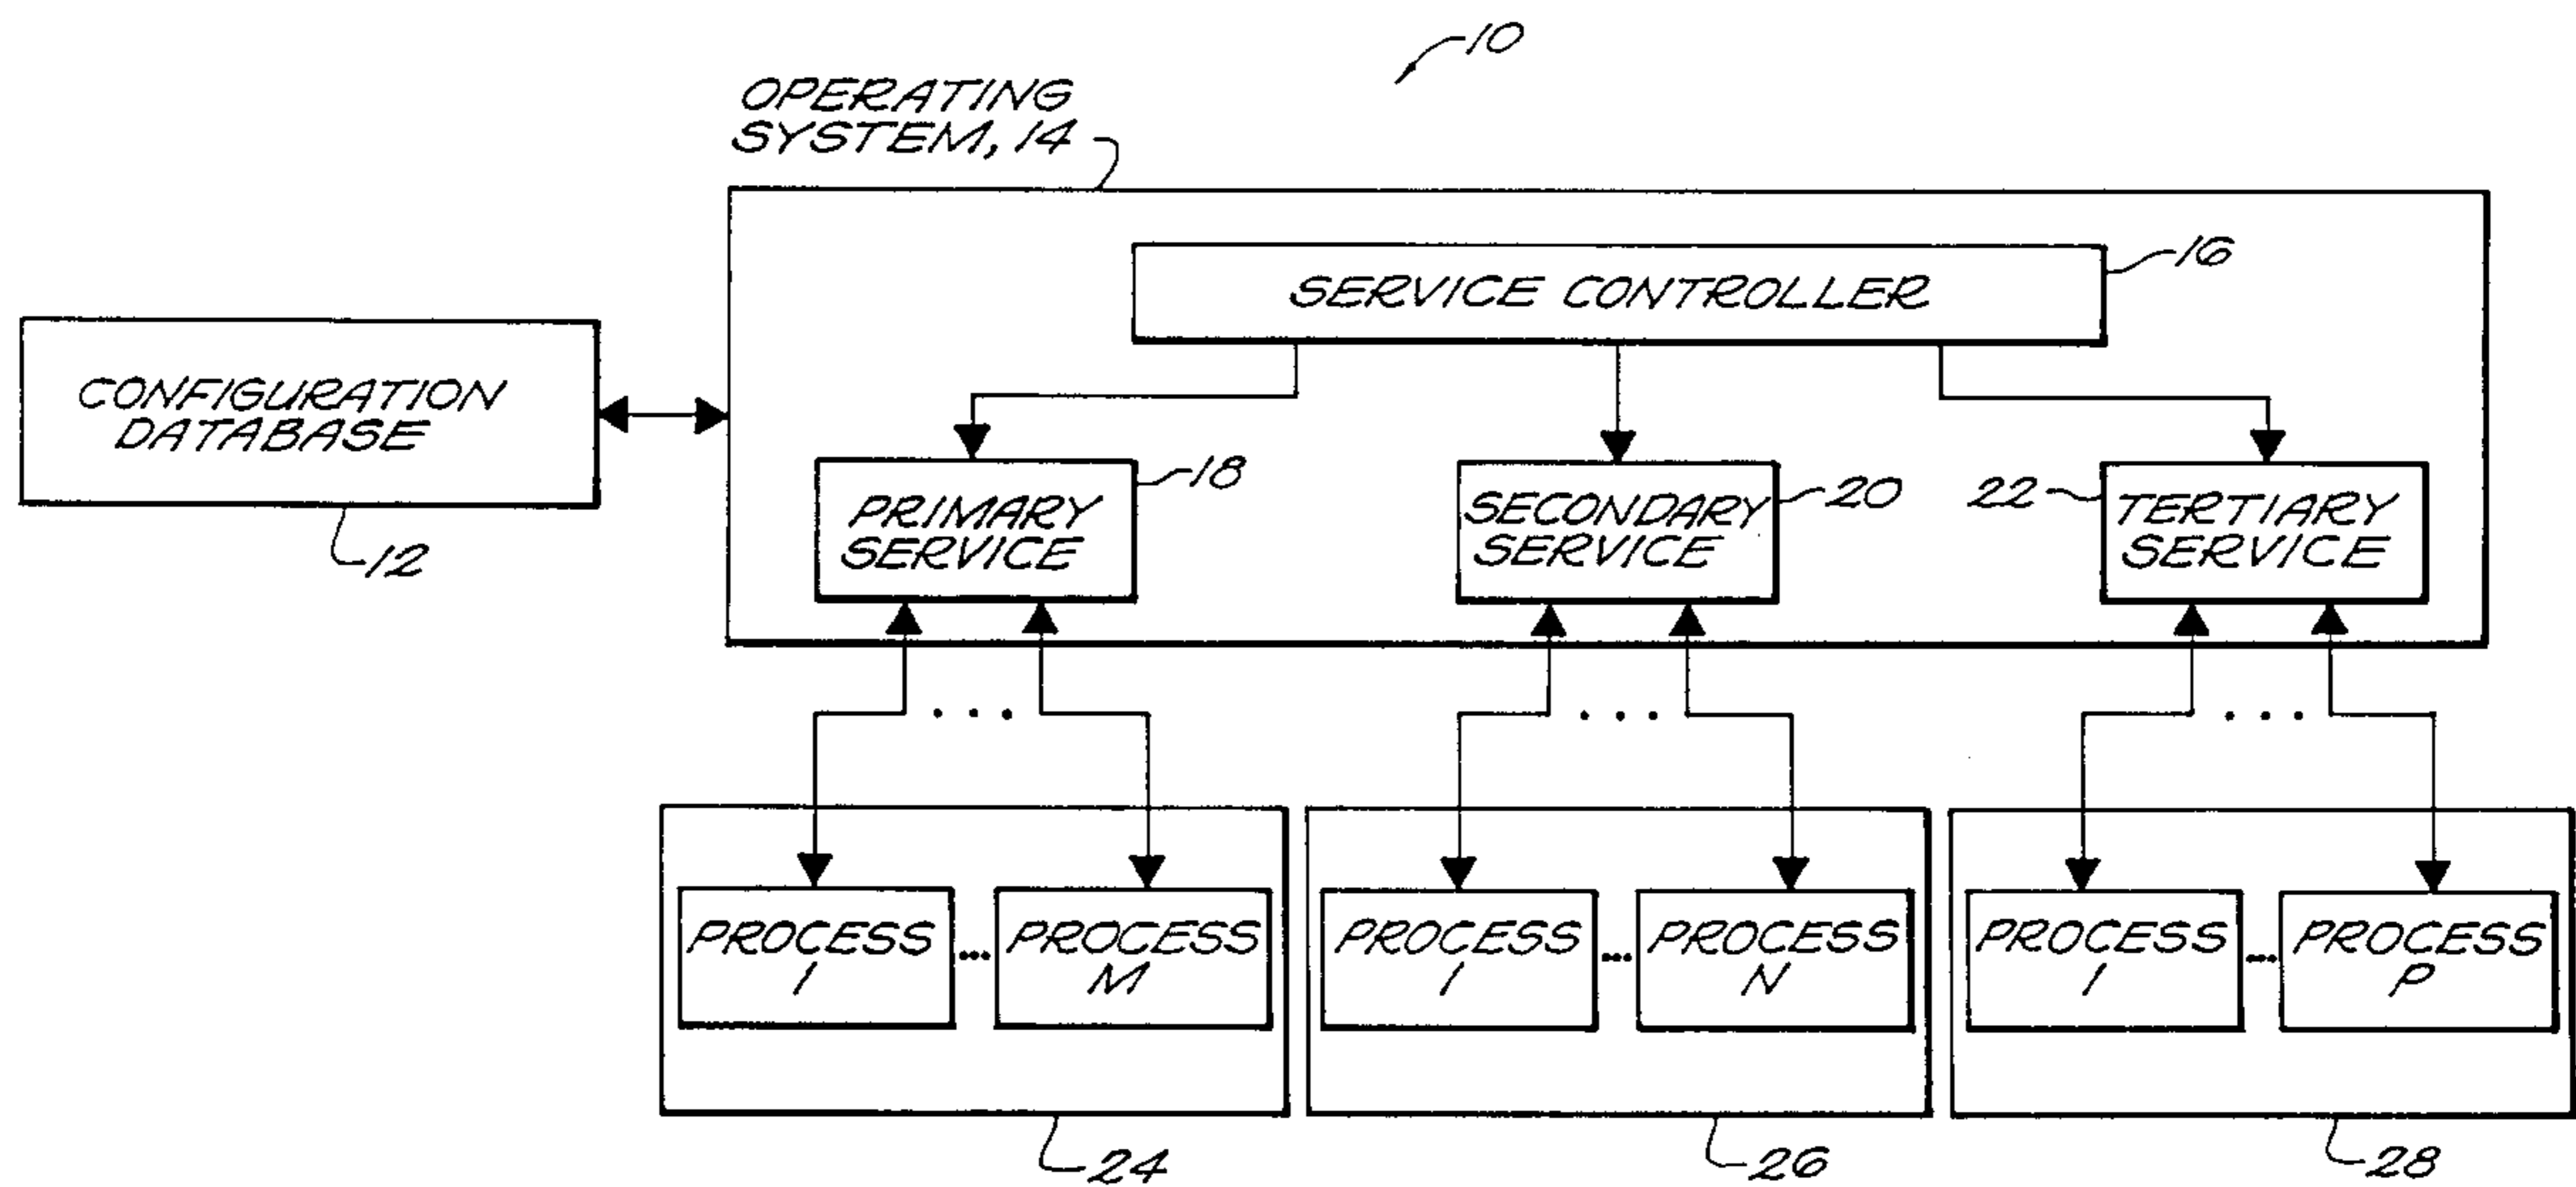 10
OPERATING
SYSTEM, 14
SERVICE CONTROLLER
16
CONFIGURATION
DATABASE
12
PRIMARY
SERVICE
18
SECONDARY
SERVICE
20
22
TERTIARY
SERVICE
. . .
. . .
. . .
PROCESS
1
...
PROCESS
M
PROCESS
1
...
PROCESS
N
PROCESS
1
...
PROCESS
P
24
26
28